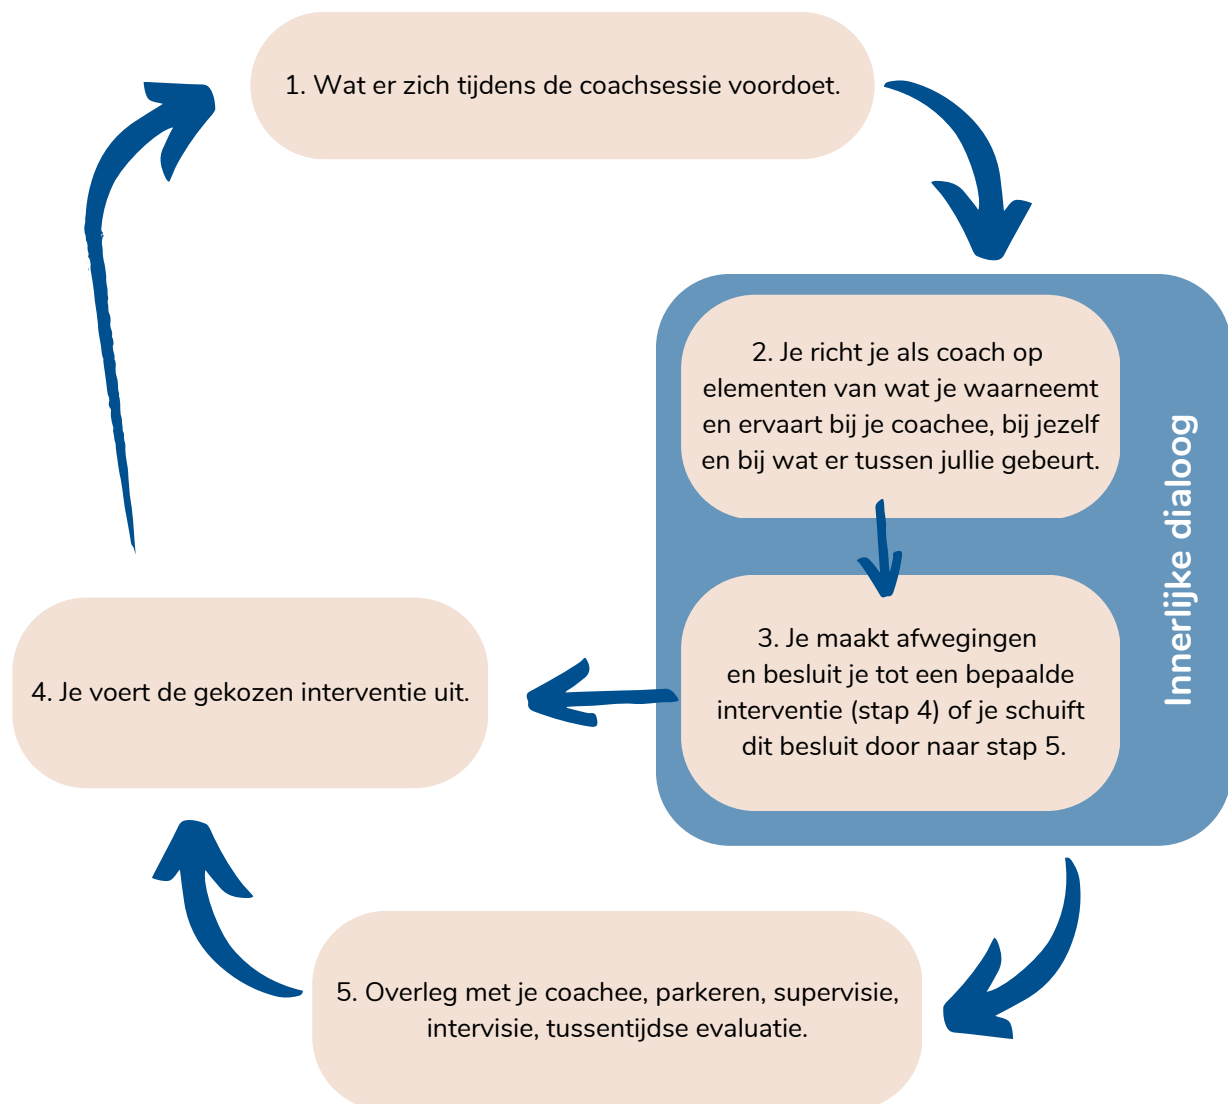 1. Wat er zich tijdens de coachsessie voordoet.
2. Je richt je als coach op
elementen van wat je waarneemt
en ervaart bij je coachee, bij jezelf
en bij wat er tussen jullie gebeurt.
Innerlijke dialoog
3. Je maakt afwegingen
en besluit je tot een bepaalde
interventie (stap 4) of je schuift
dit besluit door naar stap 5.
4. Je voert de gekozen interventie uit.
5. Overleg met je coachee, parkeren, supervisie,
intervisie, tussentijdse evaluatie.